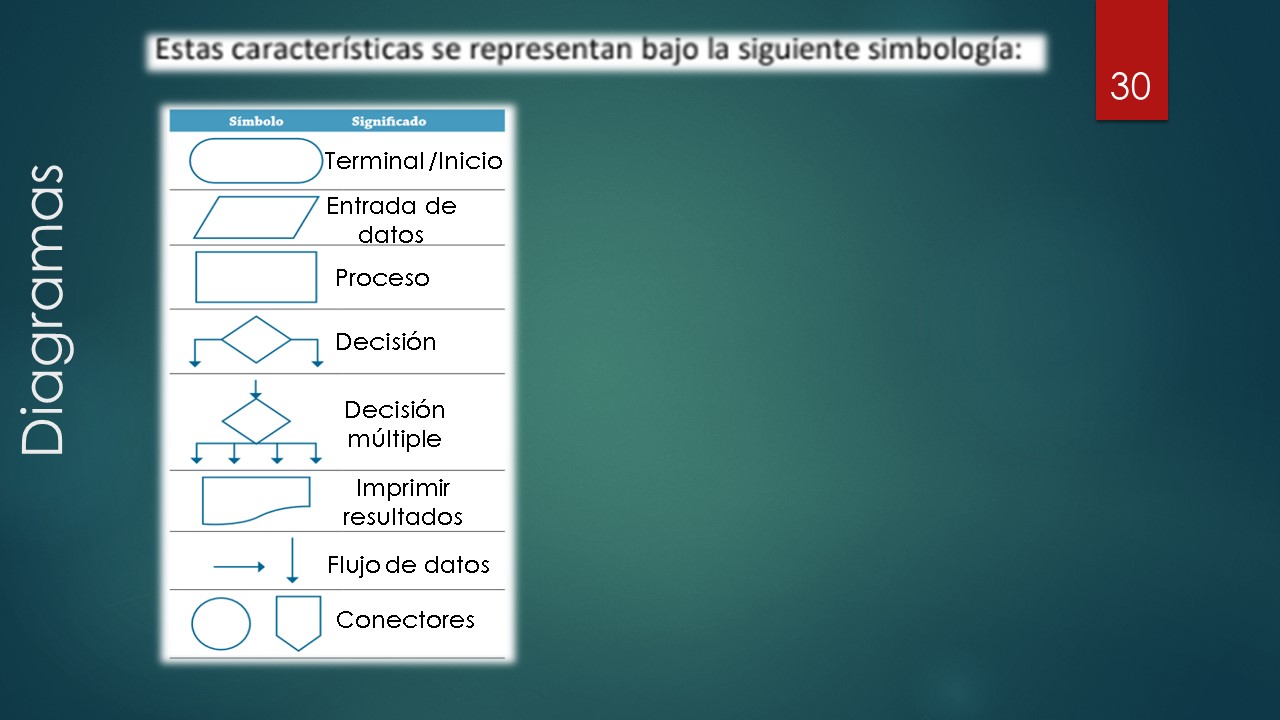 Estas características se representan bajo la siguiente simbología:
30
Diagramas
Símbolo Significado
Terminal /Inicio
Entrada de
datos
Proceso
Decisión
Decisión
múltiple
Imprimir
resultados
Flujo de datos
Conectores